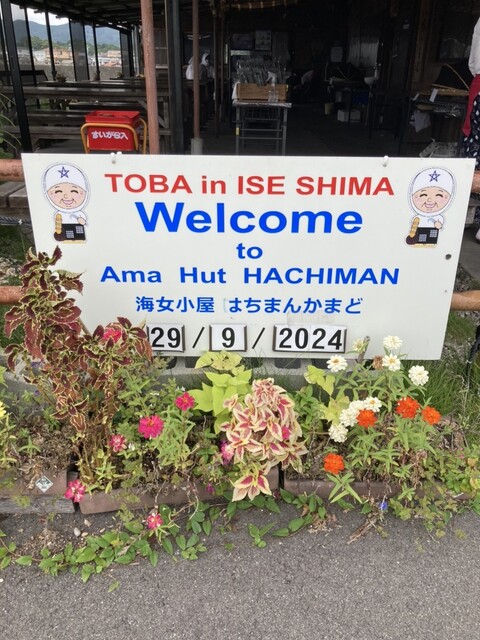 TOBA in ISE SHIMA
Welcome
to
Ama Hut HACHIMAN
海女小屋 はちまんかまど
29 / 9 / 2024